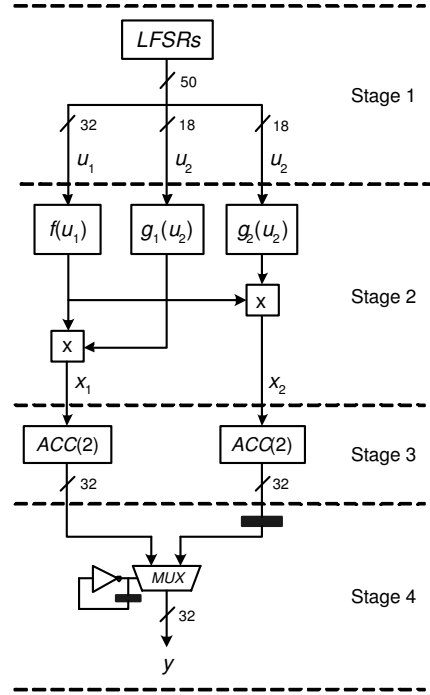 LFSRs
50
Stage 1
32
18
18
u1
u2
u2
f(u1)
g1(u2)
g2(u2)
x
Stage 2
x
x1
x2
ACC(2)
ACC(2)
Stage 3
32
32
MUX
Stage 4
32
y